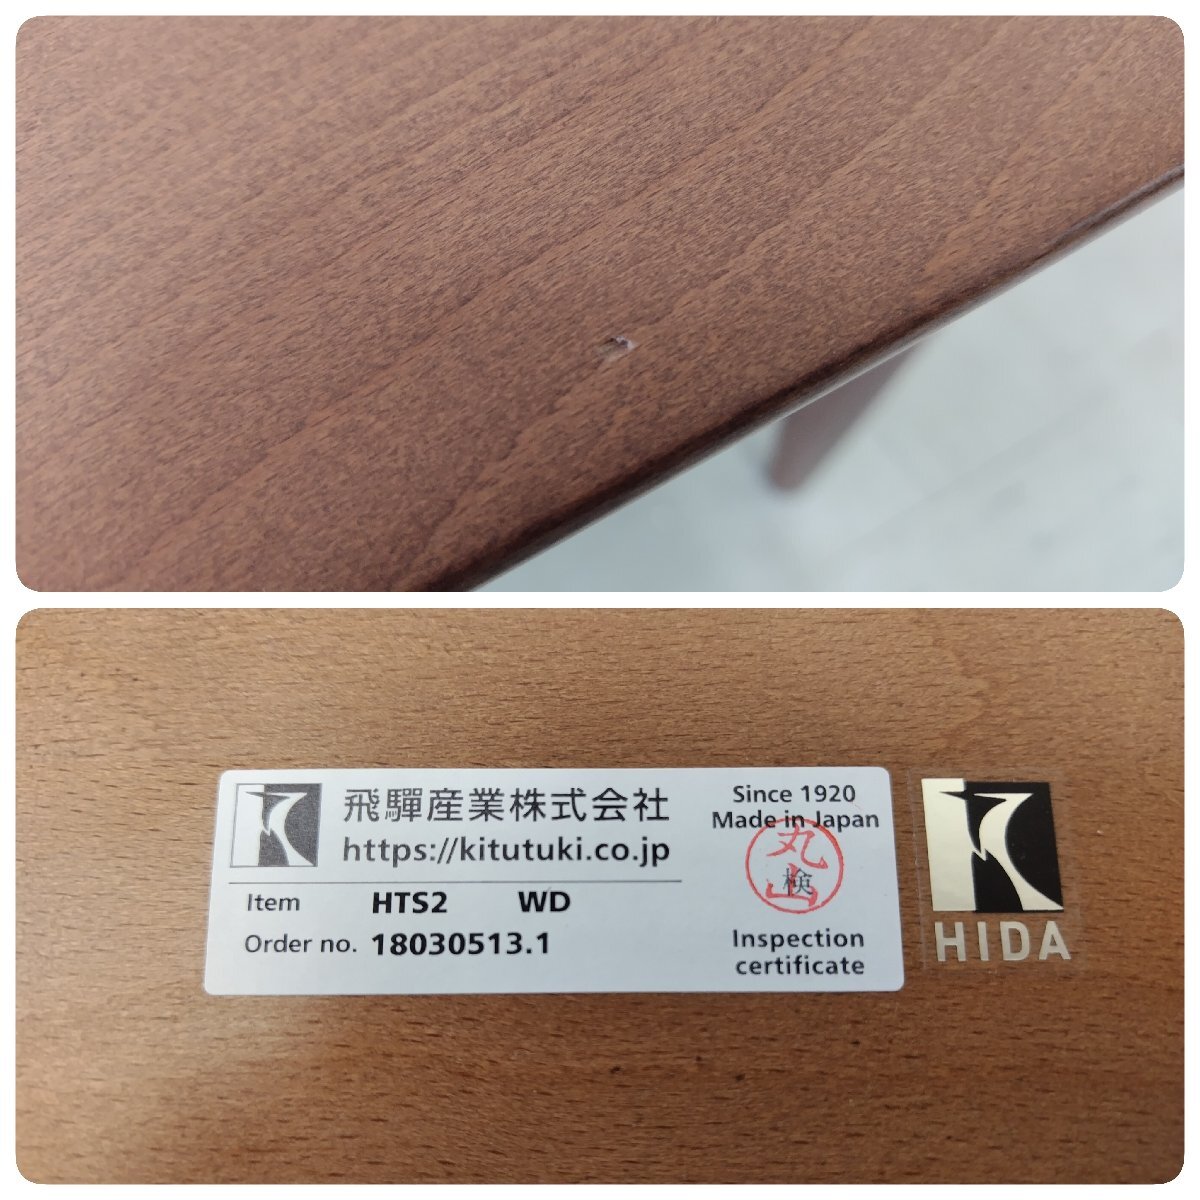 飛驒産業株式会社
https://kitutuki.co.jp
Item HTS2 WD
Order no. 18030513.1
Since 1920
Made in Japan
丸山
検
Inspection
certificate
HIDA